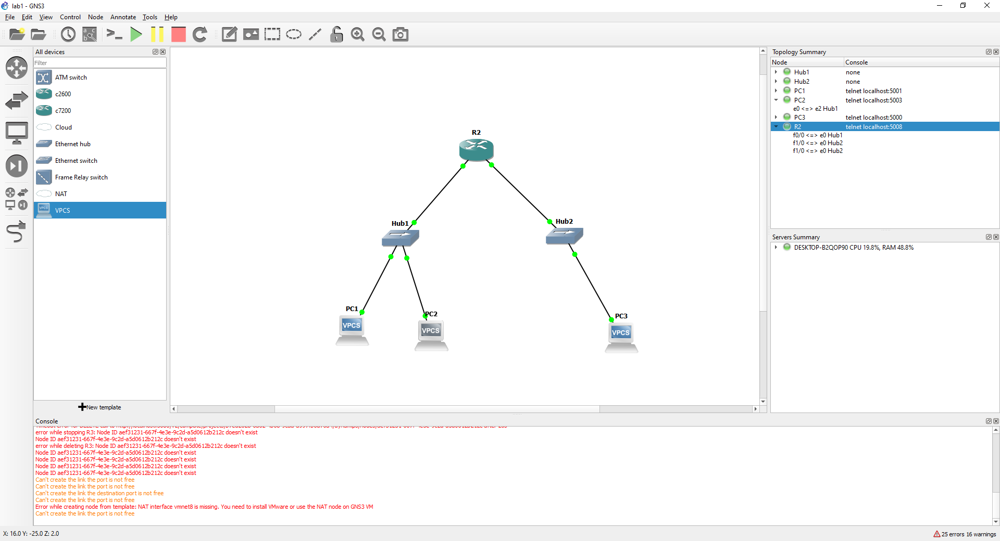 lab1 - GNS3
File Edit View Control Node Annotate Tools Help
All devices
Filter
ATM switch
c2600
c7200
Cloud
Ethernet hub
Ethernet switch
Frame Relay switch
NAT
VPCS
New template
R2
Hub1
Hub2
PC1
VPCS
PC2
VPCS
PC3
VPCS
Topology Summary
Node Console
Hub1 none
Hub2 none
PC1 telnet localhost:5001
PC2 telnet localhost:5003
e0 <=> e2 Hub1
PC3 telnet localhost:5000
R2 telnet localhost:5008
f0/0 <=> e0 Hub1
f1/0 <=> e0 Hub2
f1/0 <=> e0 Hub2
Servers Summary
DESKTOP-B2QOP90 CPU 19.8%, RAM 48.8%
Console
error while stopping R3: Node ID aef31231-667f-4e3e-9c2d-a5d0612b212c doesn't exist
Node ID aef31231-667f-4e3e-9c2d-a5d0612b212c doesn't exist
error while deleting R3: Node ID aef31231-667f-4e3e-9c2d-a5d0612b212c doesn't exist
Node ID aef31231-667f-4e3e-9c2d-a5d0612b212c doesn't exist
Node ID aef31231-667f-4e3e-9c2d-a5d0612b212c doesn't exist
Node ID aef31231-667f-4e3e-9c2d-a5d0612b212c doesn't exist
Node ID aef31231-667f-4e3e-9c2d-a5d0612b212c doesn't exist
Can't create the link the port is not free
Can't create the link the port is not free
Can't create the link the destination port is not free
Can't create the link the port is not free
Error while creating node from template: NAT interface vmnet8 is missing. You need to install VMware or use the NAT node on GNS3 VM
Can't create the link the port is not free
X: 16.0 Y: -25.0 Z: 2.0
25 errors 16 warnings